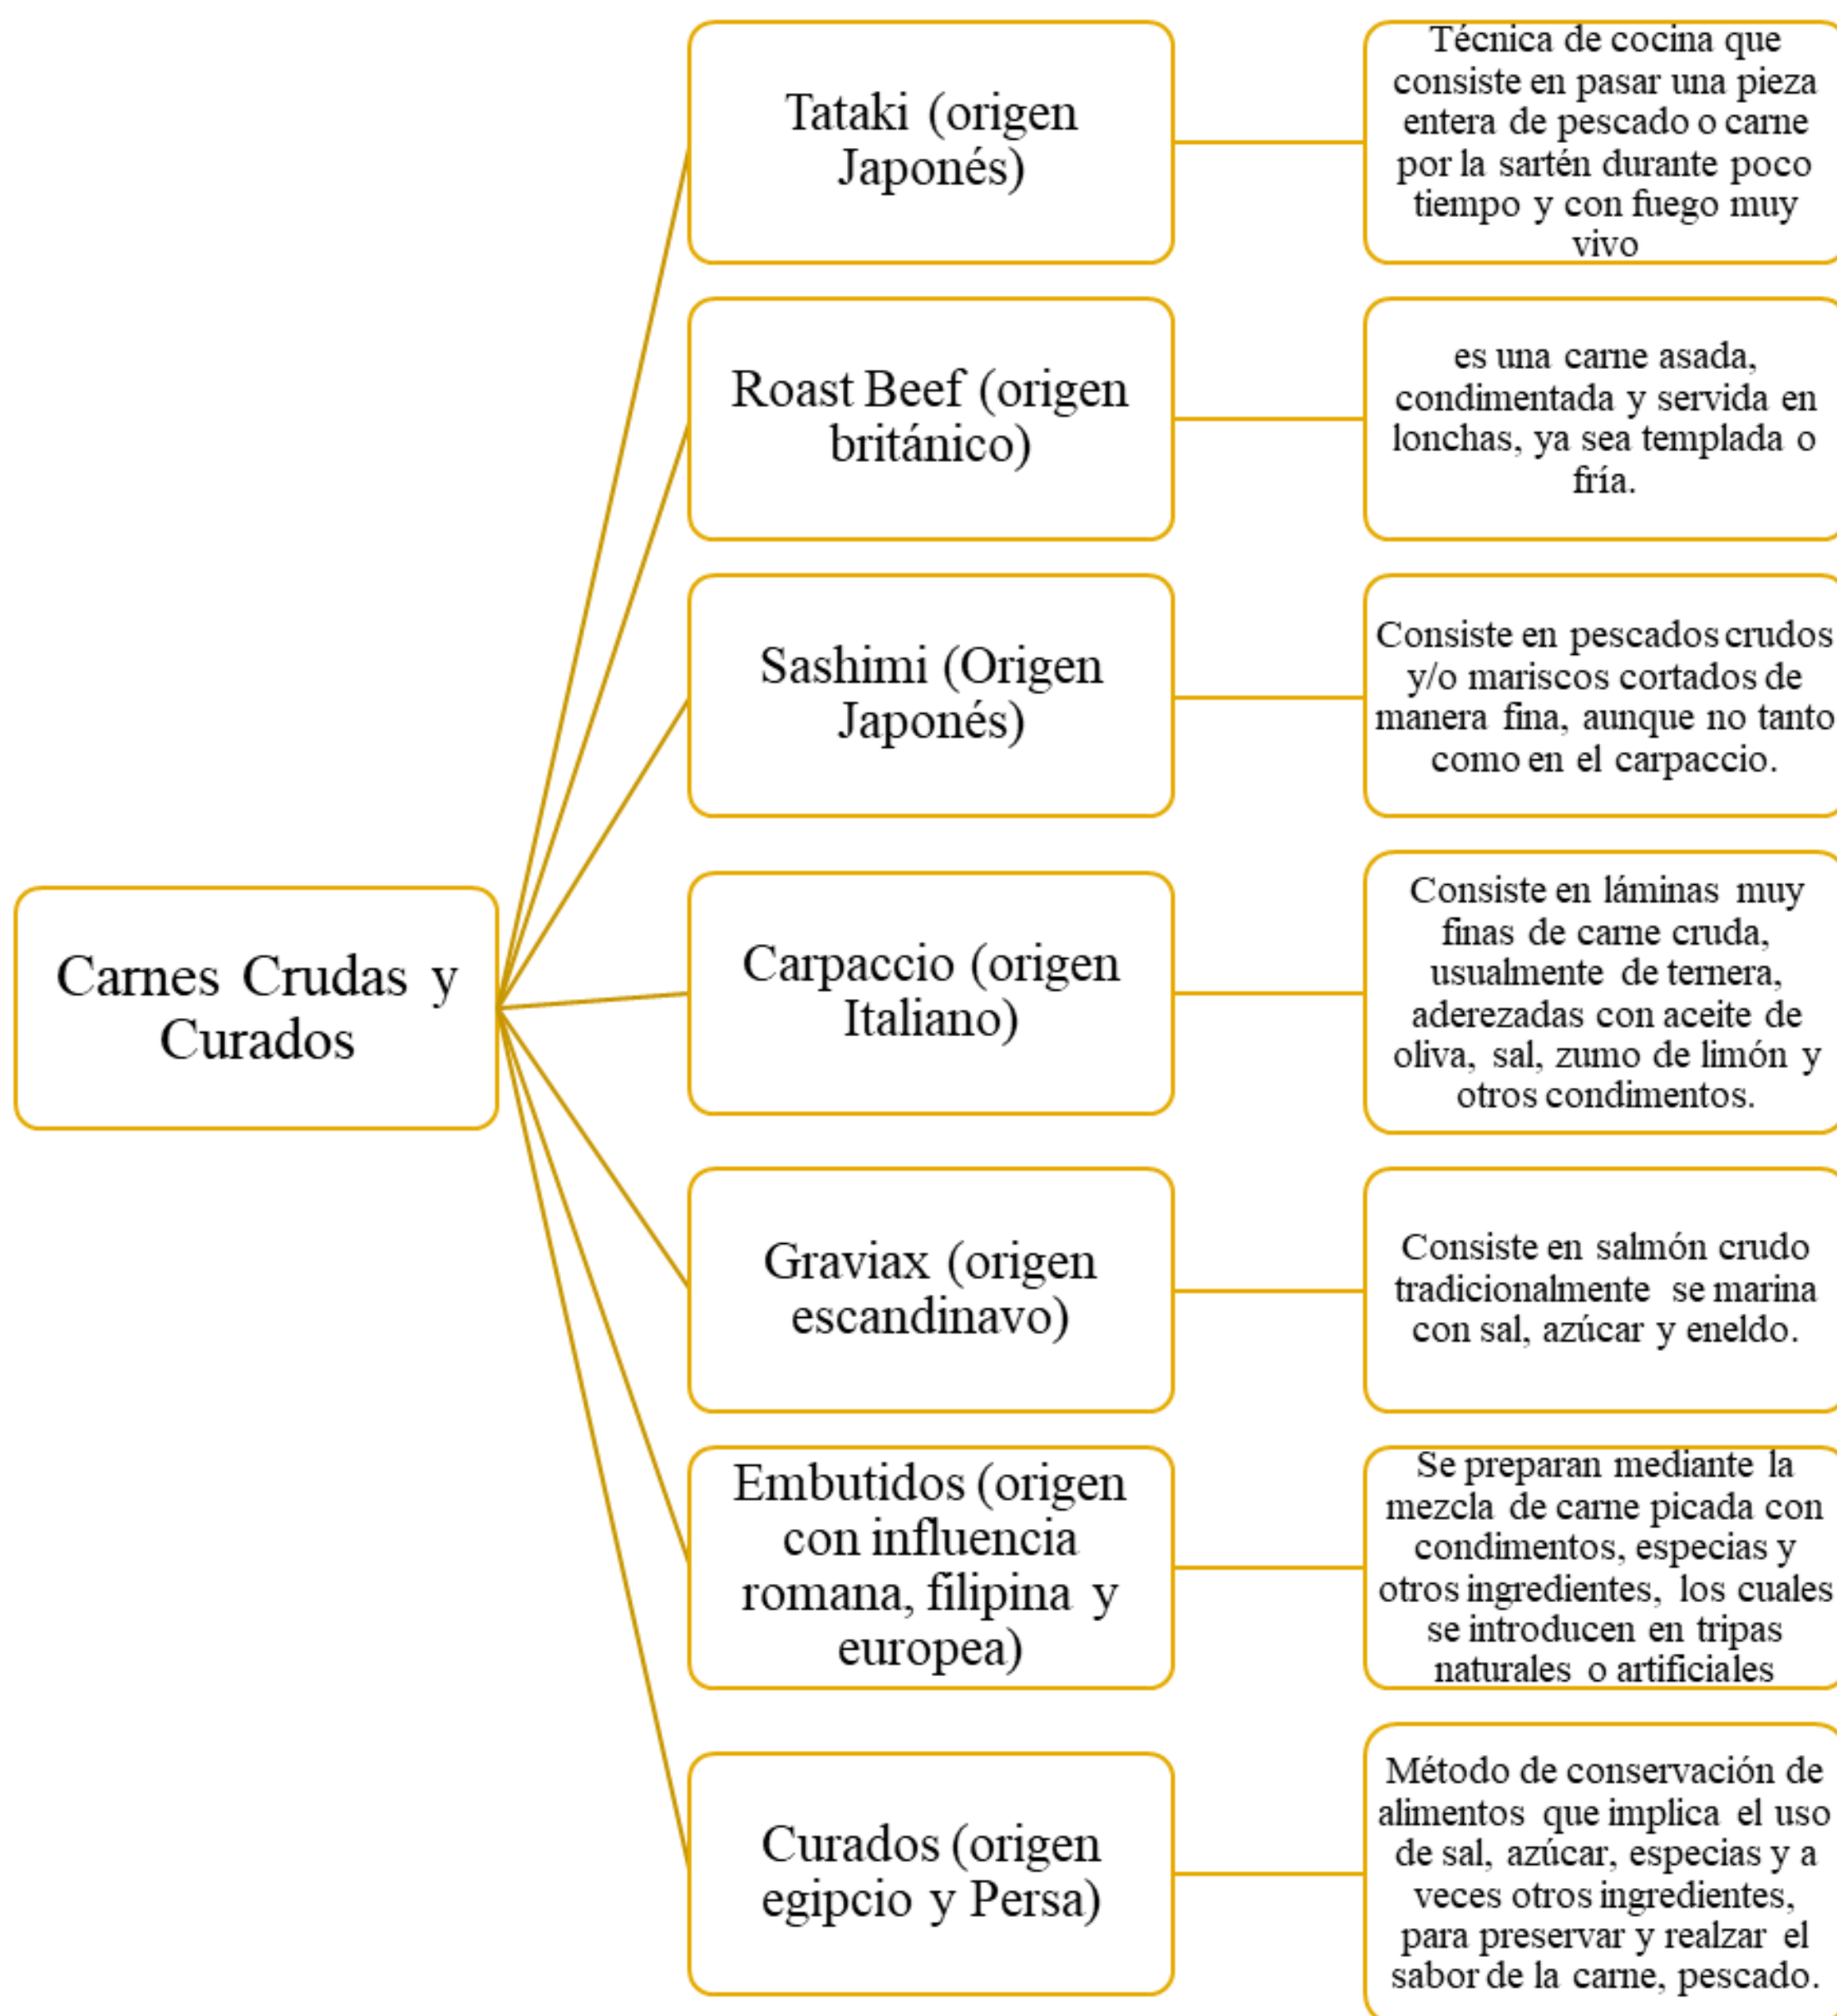 Carnes Crudas y
Curados
Tataki (origen
Japonés)
Técnica de cocina que
consiste en pasar una pieza
entera de pescado o carne
por la sartén durante poco
tiempo y con fuego muy
vivo
Roast Beef (origen
británico)
es una carne asada,
condimentada y servida en
lonchas, ya sea templada o
fría.
Sashimi (Origen
Japonés)
Consiste en pescados crudos
y/o mariscos cortados de
manera fina, aunque no tanto
como en el carpaccio.
Carpaccio (origen
Italiano)
Consiste en láminas muy
finas de carne cruda,
usualmente de ternera,
aderezadas con aceite de
oliva, sal, zumo de limón y
otros condimentos.
Graviax (origen
escandinavo)
Consiste en salmón crudo
tradicionalmente se marina
con sal, azúcar y eneldo.
Embutidos (origen
con influencia
romana, filipina y
europea)
Se preparan mediante la
mezcla de carne picada con
condimentos, especias y
otros ingredientes, los cuales
se introducen en tripas
naturales o artificiales
Curados (origen
egipcio y Persa)
Método de conservación de
alimentos que implica el uso
de sal, azúcar, especias y a
veces otros ingredientes,
para preservar y realzar el
sabor de la carne, pescado.